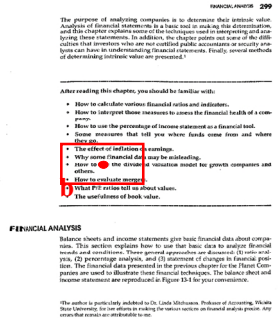 FINANCIAL ANALYSIS 299
The purpose of analyzing companies is to determine their intrinsic value.
Analysis of financial statements is a basic tool in making this determination,
and this chapter explains some of the techniques used in interpreting and ana-
lyzing these statements. In addition, the chapter points out some of the diffi-
culties that investors who are not certified public accountants or security ana-
lysts can have in understanding financial statements. Finally, several methods
of determining intrinsic value are presented.¹
After reading this chapter, you should be familiar with:
• How to calculate various financial ratios and indicators.
• How to interpret those measures to assess the financial health of a com-
pany.
• How to use the percentage of income statement as a financial tool.
• Some measures that tell you where funds come from and where
they go.
• The effect of inflation on earnings.
• Why some financial data may be misleading.
• How to the dividend valuation model for growth companies and
others.
• How to evaluate mergers.
• What P/E ratios tell us about values.
The usefulness of book value.
FINANCIAL ANALYSIS
Balance sheets and income statements give basic financial data about compa-
nies. This section explains how to use that basic data to analyze financial
trends and conditions. Three general approaches are discussed: (1) ratio anal-
ysis, (2) percentage analysis, and (3) statement of changes in financial posi-
tion. The financial data presented in the previous chapter for the Planet Com-
panies are used to illustrate these financial techniques. The balance sheet and
income statement are reproduced in Figure 13-1 for your convenience.
¹The author is particularly indebted to Dr. Linda Mitchusson, Professor of Accounting, Wichita
State University, for her efforts in making the various sections on financial analysis precise. Any
errors that remain are attributable to me.